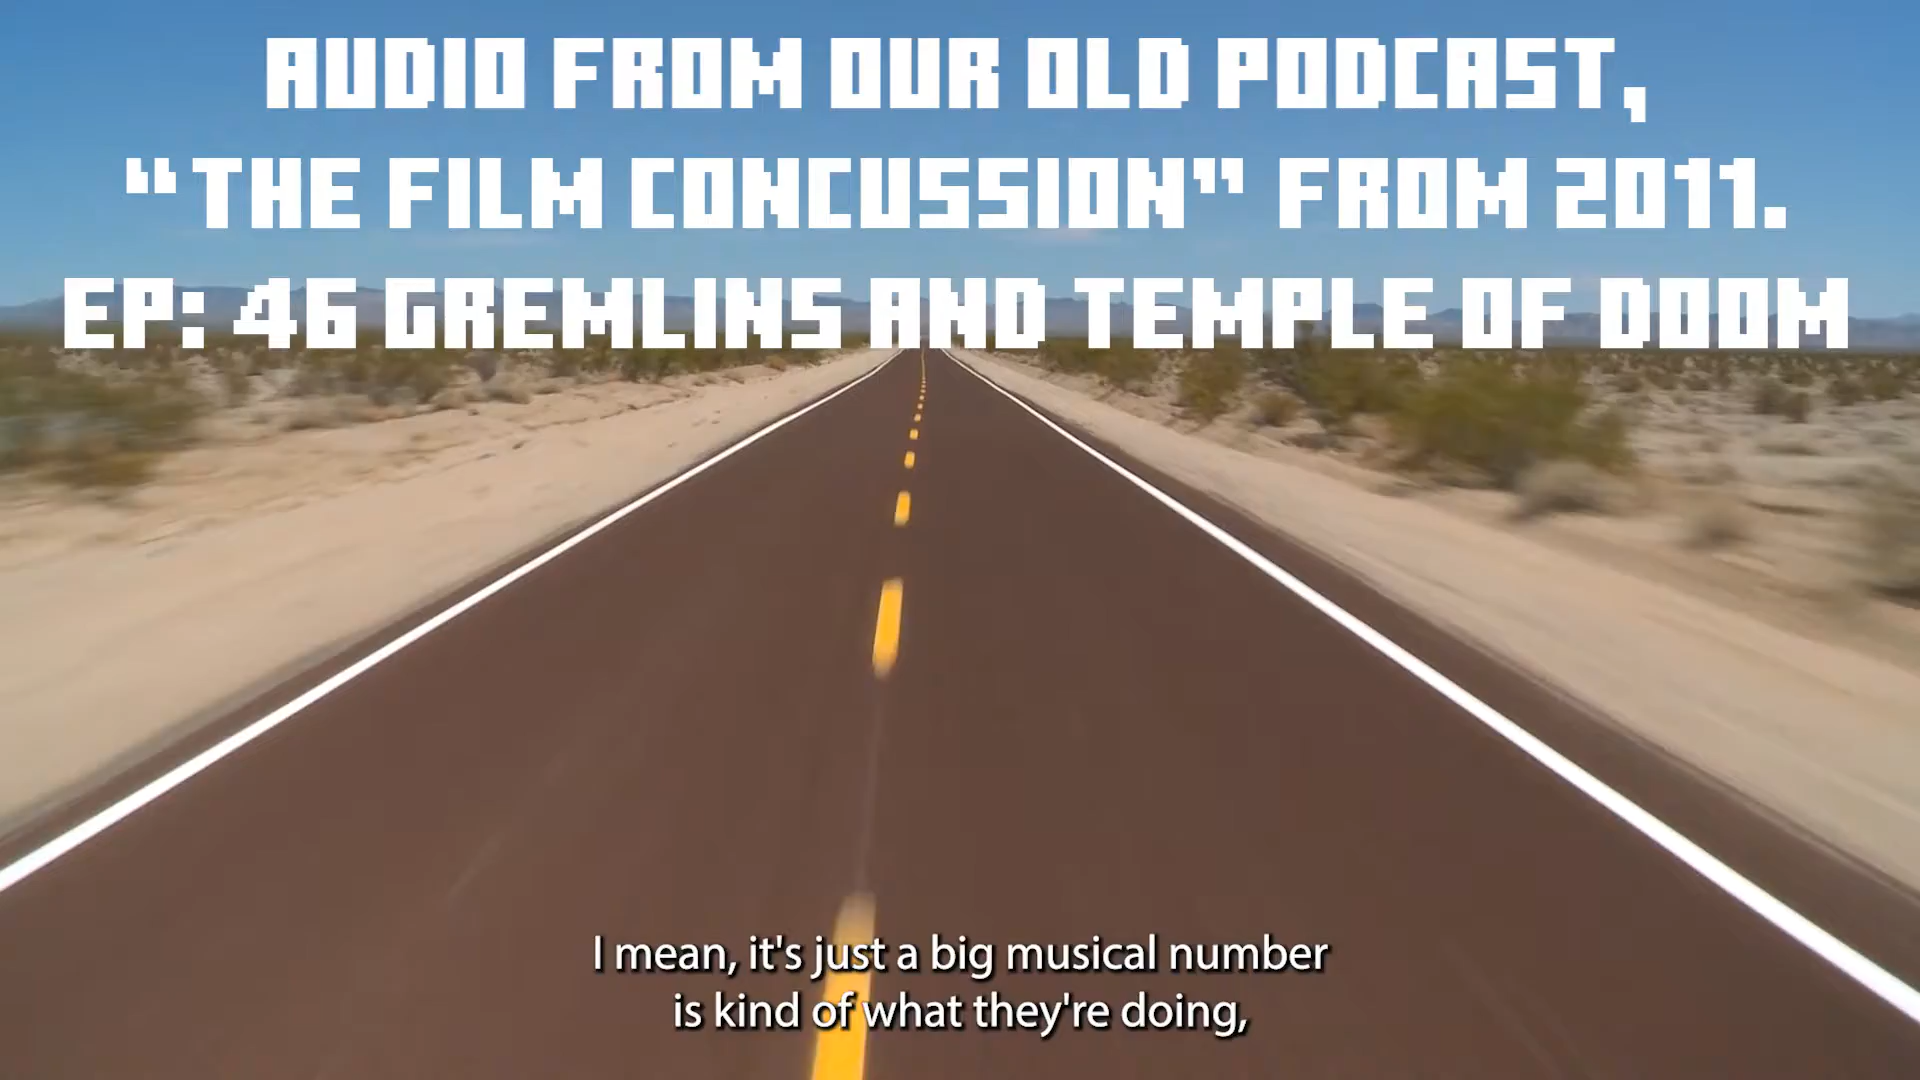 AUDIO FROM OUR OLD PODCAST,
“THE FILM CONCUSSION” FROM 2011.
EP: 46 GREMLINS AND TEMPLE OF DOOM
I mean, it's just a big musical number
is kind of what they're doing,